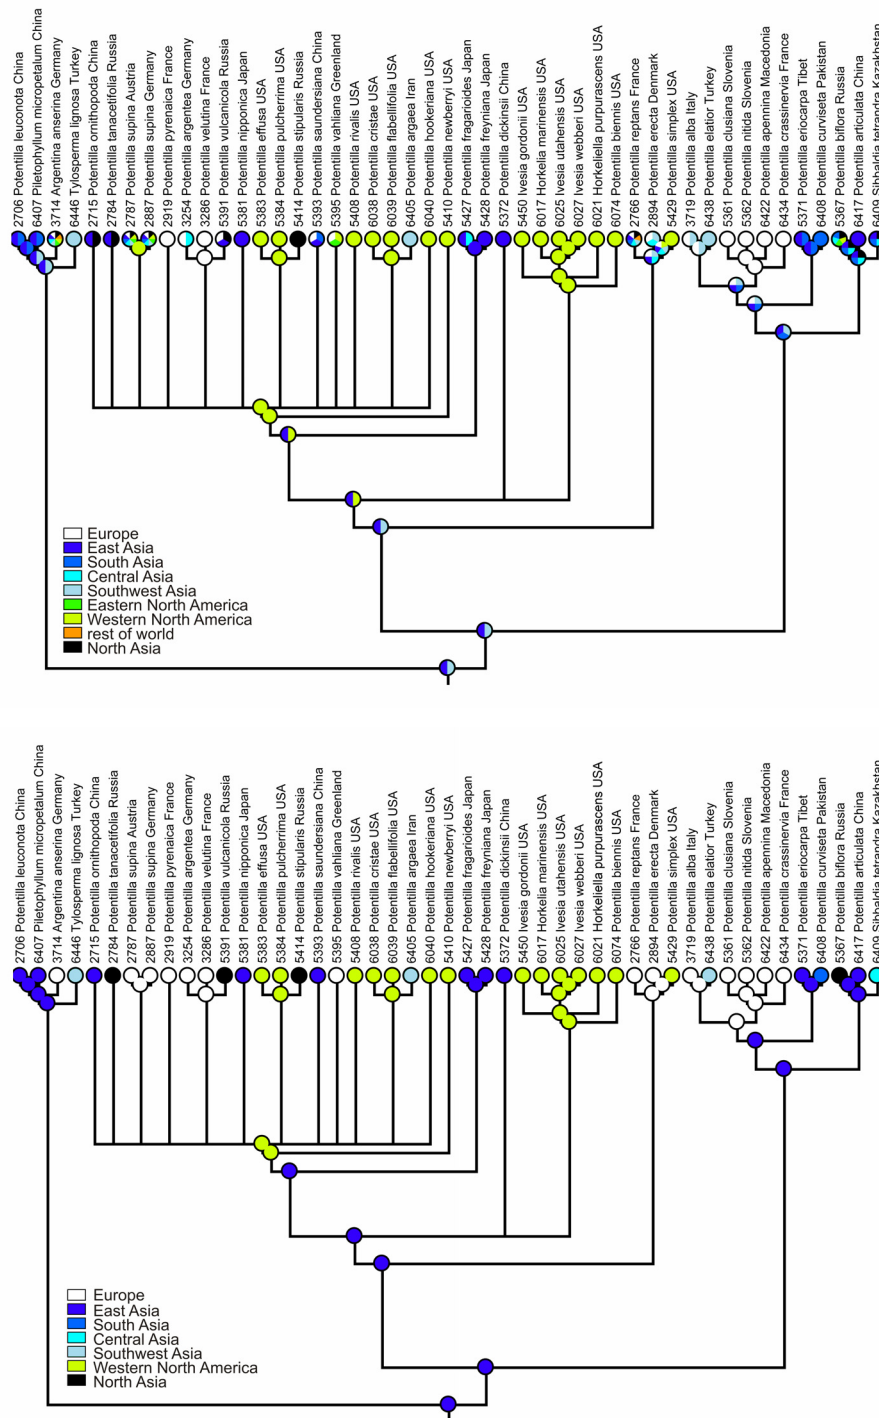 2706 Potentilla leuconota China
6407 Piletophyllum micropetalum China
3714 Argentina anserina Germany
6446 Tylosperma lignosa Turkey
2715 Potentilla ornithopoda China
2784 Potentilla tanacetifolia Russia
2787 Potentilla supina Austria
2887 Potentilla supina Germany
2919 Potentilla pyrenaica France
3254 Potentilla argentea Germany
3286 Potentilla velutina France
5391 Potentilla vulcanicola Russia
5381 Potentilla nipponica Japan
5383 Potentilla effusa USA
5384 Potentilla pulcherrima USA
5414 Potentilla stipularis Russia
5393 Potentilla saundersiana China
5395 Potentilla vahliana Greenland
5408 Potentilla rivalis USA
6038 Potentilla cristae USA
6039 Potentilla flabellifolia USA
6405 Potentilla argaea Iran
6040 Potentilla hookeriana USA
5410 Potentilla newberryi USA
5427 Potentilla fragarioides Japan
5428 Potentilla freyniana Japan
5372 Potentilla dickinsii China
5450 Ivesia gordonii USA
6017 Horkelia marinensis USA
6025 Ivesia utahensis USA
6027 Ivesia webberi USA
6021 Horkeliella purpurascens USA
6074 Potentilla biennis USA
2766 Potentilla reptans France
2894 Potentilla erecta Denmark
5429 Potentilla simplex USA
3719 Potentilla alba Italy
6438 Potentilla elatior Turkey
5361 Potentilla clusiana Slovenia
5362 Potentilla nitida Slovenia
6422 Potentilla apennina Macedonia
6434 Potentilla crassinervia France
5371 Potentilla eriocarpa Tibet
6408 Potentilla curviseta Pakistan
5367 Potentilla biflora Russia
6417 Potentilla articulata China
6409 Sibbaldia tetrandra Kazakhstan
Europe
East Asia
South Asia
Central Asia
Southwest Asia
Eastern North America
Western North America
rest of world
North Asia
2706 Potentilla leuconota China
6407 Piletophyllum micropetalum China
3714 Argentina anserina Germany
6446 Tylosperma lignosa Turkey
2715 Potentilla ornithopoda China
2784 Potentilla tanacetifolia Russia
2787 Potentilla supina Austria
2887 Potentilla supina Germany
2919 Potentilla pyrenaica France
3254 Potentilla argentea Germany
3286 Potentilla velutina France
5391 Potentilla vulcanicola Russia
5381 Potentilla nipponica Japan
5383 Potentilla effusa USA
5384 Potentilla pulcherrima USA
5414 Potentilla stipularis Russia
5393 Potentilla saundersiana China
5395 Potentilla vahliana Greenland
5408 Potentilla rivalis USA
6038 Potentilla cristae USA
6039 Potentilla flabellifolia USA
6405 Potentilla argaea Iran
6040 Potentilla hookeriana USA
5410 Potentilla newberryi USA
5427 Potentilla fragarioides Japan
5428 Potentilla freyniana Japan
5372 Potentilla dickinsii China
5450 Ivesia gordonii USA
6017 Horkelia marinensis USA
6025 Ivesia utahensis USA
6027 Ivesia webberi USA
6021 Horkeliella purpurascens USA
6074 Potentilla biennis USA
2766 Potentilla reptans France
2894 Potentilla erecta Denmark
5429 Potentilla simplex USA
3719 Potentilla alba Italy
6438 Potentilla elatior Turkey
5361 Potentilla clusiana Slovenia
5362 Potentilla nitida Slovenia
6422 Potentilla apennina Macedonia
6434 Potentilla crassinervia France
5371 Potentilla eriocarpa Tibet
6408 Potentilla curviseta Pakistan
5367 Potentilla biflora Russia
6417 Potentilla articulata China
6409 Sibbaldia tetrandra Kazakhstan
Europe
East Asia
South Asia
Central Asia
Southwest Asia
Western North America
North Asia